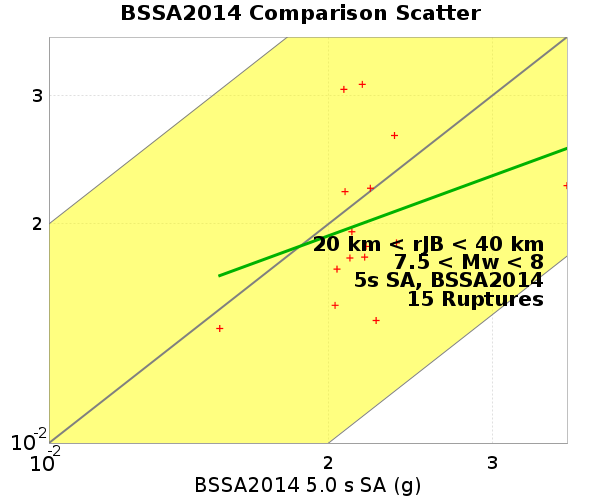 BSSA2014 Comparison Scatter
3
2
20 km < rJB < 40 km
7.5 < Mw < 8
5s SA, BSSA2014
15 Ruptures
10-2
10-2 2 3
BSSA2014 5.0 s SA (g)